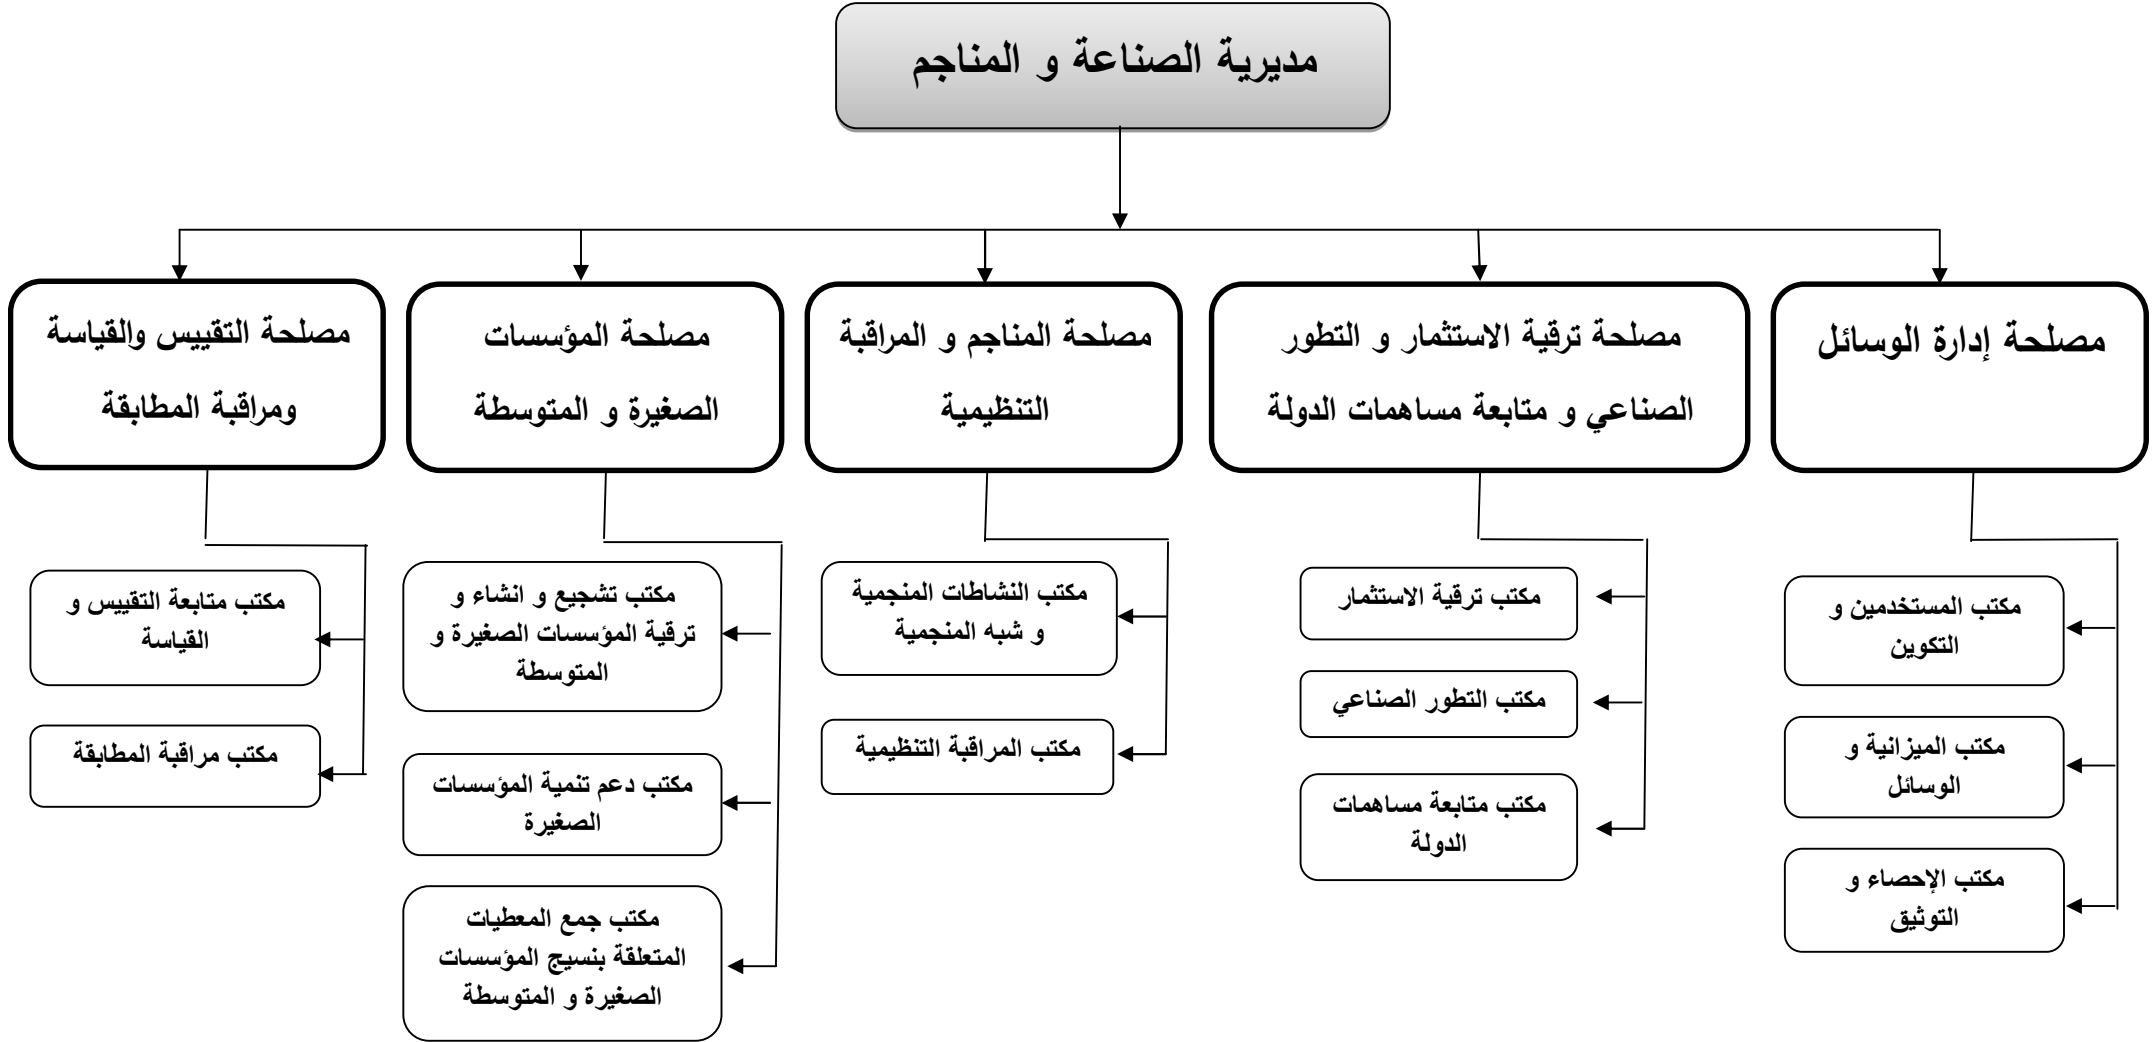 مديرية الصناعة و المناجم
مصلحة إدارة الوسائل
مصلحة ترقية الاستثمار و التطور
الصناعي و متابعة مساهمات الدولة
مصلحة المناجم و المراقبة
التنظيمية
مصلحة المؤسسات
الصغيرة و المتوسطة
مصلحة التقييس والقياسة
ومراقبة المطابقة
مكتب المستخدمين و
التكوين
مكتب الميزانية و
الوسائل
مكتب الإحصاء و
التوثيق
مكتب ترقية الاستثمار
مكتب التطور الصناعي
مكتب متابعة مساهمات
الدولة
مكتب النشاطات المنجمية
و شبه المنجمية
مكتب المراقبة التنظيمية
مكتب تشجيع و انشاء و
ترقية المؤسسات الصغيرة و
المتوسطة
مكتب دعم تنمية المؤسسات
الصغيرة
مكتب جمع المعطيات
المتعلقة بنسيج المؤسسات
الصغيرة و المتوسطة
مكتب متابعة التقييس و
القياسة
مكتب مراقبة المطابقة